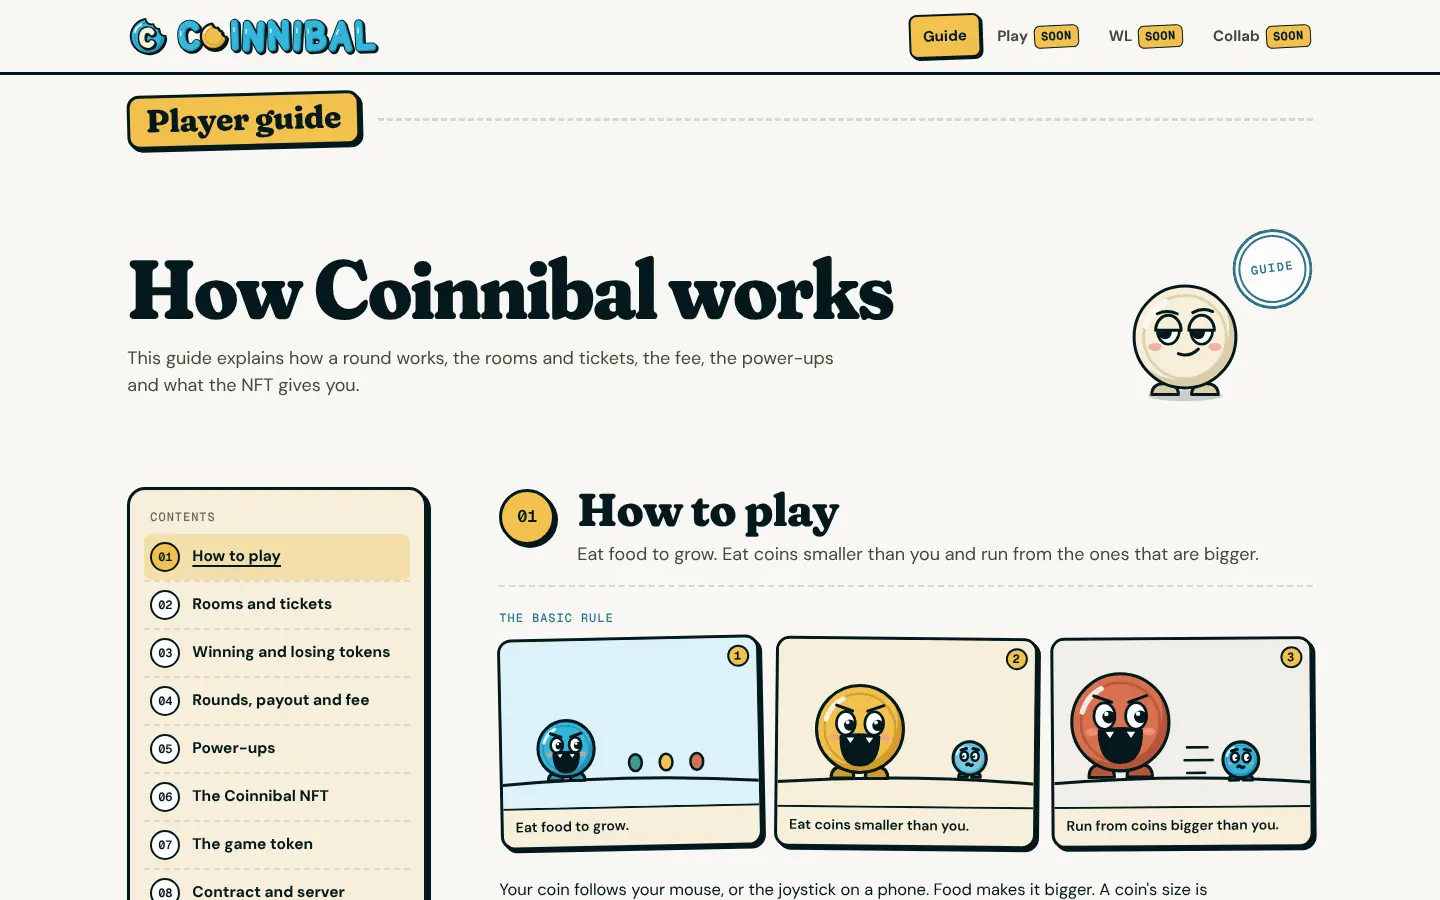 COINNIBAL
Guide
Play SOON
WL SOON
Collab SOON
Player guide
How Coinnibal works
This guide explains how a round works, the rooms and tickets, the fee, the power-ups
and what the NFT gives you.
GUIDE
CONTENTS
01 How to play
02 Rooms and tickets
03 Winning and losing tokens
04 Rounds, payout and fee
05 Power-ups
06 The Coinnibal NFT
07 The game token
08 Contract and server
01 How to play
Eat food to grow. Eat coins smaller than you and run from the ones that are bigger.
THE BASIC RULE
1
Eat food to grow.
2
Eat coins smaller than you.
3
Run from coins bigger than you.
Your coin follows your mouse, or the joystick on a phone. Food makes it bigger. A coin's size is